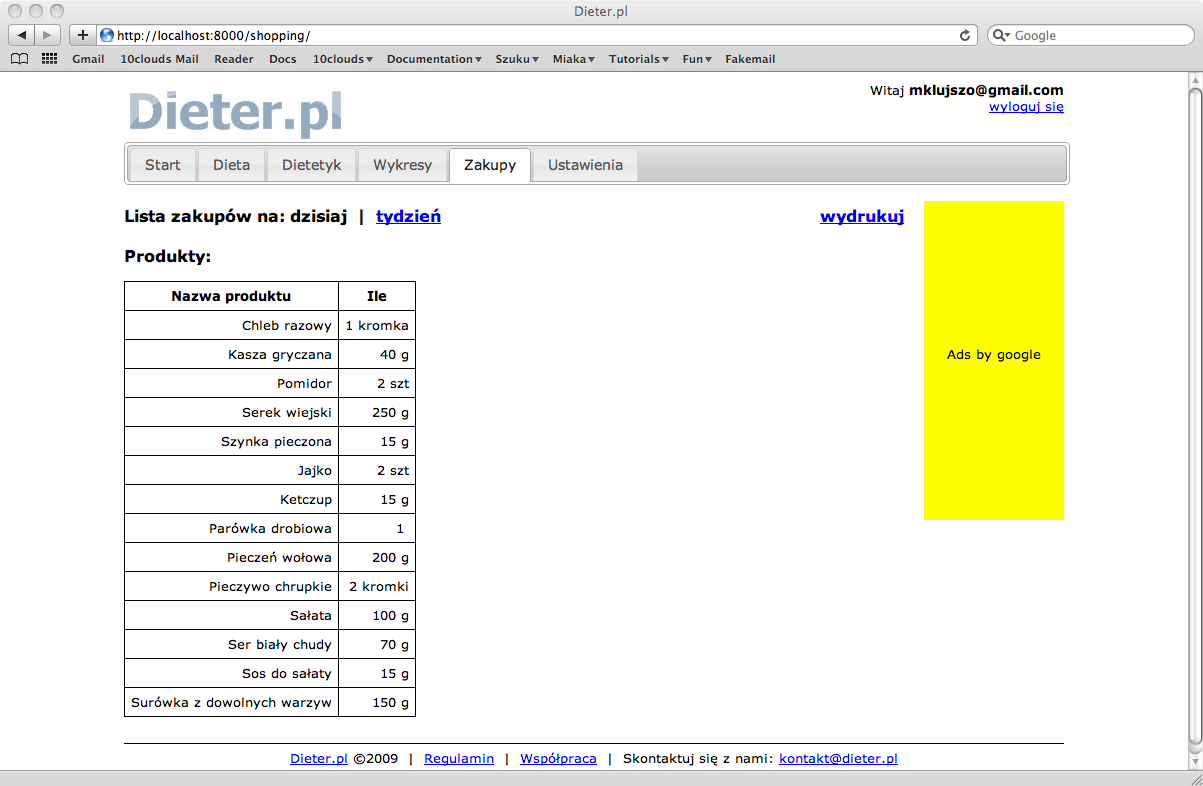 Dieter.pl
http://localhost:8000/shopping/
Google
Gmail 10clouds Mail Reader Docs 10clouds▾ Documentation▾ Szuku▾ Miaka▾ Tutorials▾ Fun▾ Fakemail
Dieter.pl
Witaj mklujszo@gmail.com
wyloguj się
Start Dieta Dietetyk Wykresy Zakupy Ustawienia
Lista zakupów na: dzisiaj | tydzień wydrukuj
Produkty:
Nazwa produktu Ile
Chleb razowy 1 kromka
Kasza gryczana 40 g
Pomidor 2 szt
Serek wiejski 250 g
Szynka pieczona 15 g
Jajko 2 szt
Ketczup 15 g
Parówka drobiowa 1
Pieczeń wołowa 200 g
Pieczywo chrupkie 2 kromki
Sałata 100 g
Ser biały chudy 70 g
Sos do sałaty 15 g
Surówka z dowolnych warzyw 150 g
Ads by google
Dieter.pl ©2009 | Regulamin | Współpraca | Skontaktuj się z nami: kontakt@dieter.pl